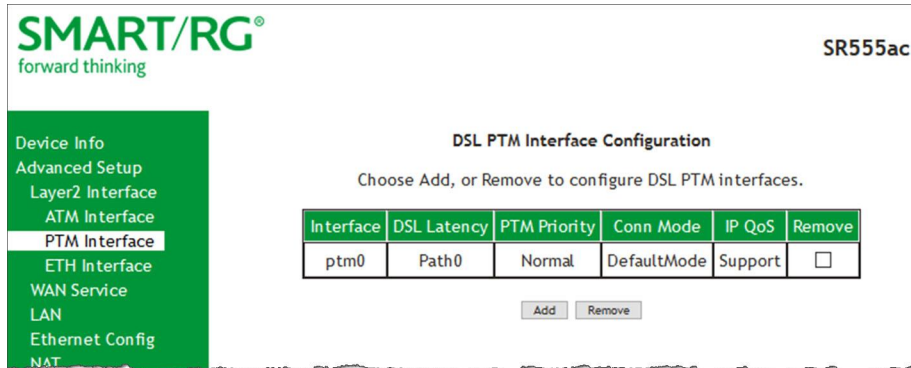 SMART/RG®
forward thinking
SR555ac
Device Info
Advanced Setup
Layer2 Interface
ATM Interface
PTM Interface
ETH Interface
WAN Service
LAN
Ethernet Config
NAT
DSL PTM Interface Configuration
Choose Add, or Remove to configure DSL PTM interfaces.
Interface DSL Latency PTM Priority Conn Mode IP QoS Remove
ptm0 Path0 Normal DefaultMode Support
Add Remove